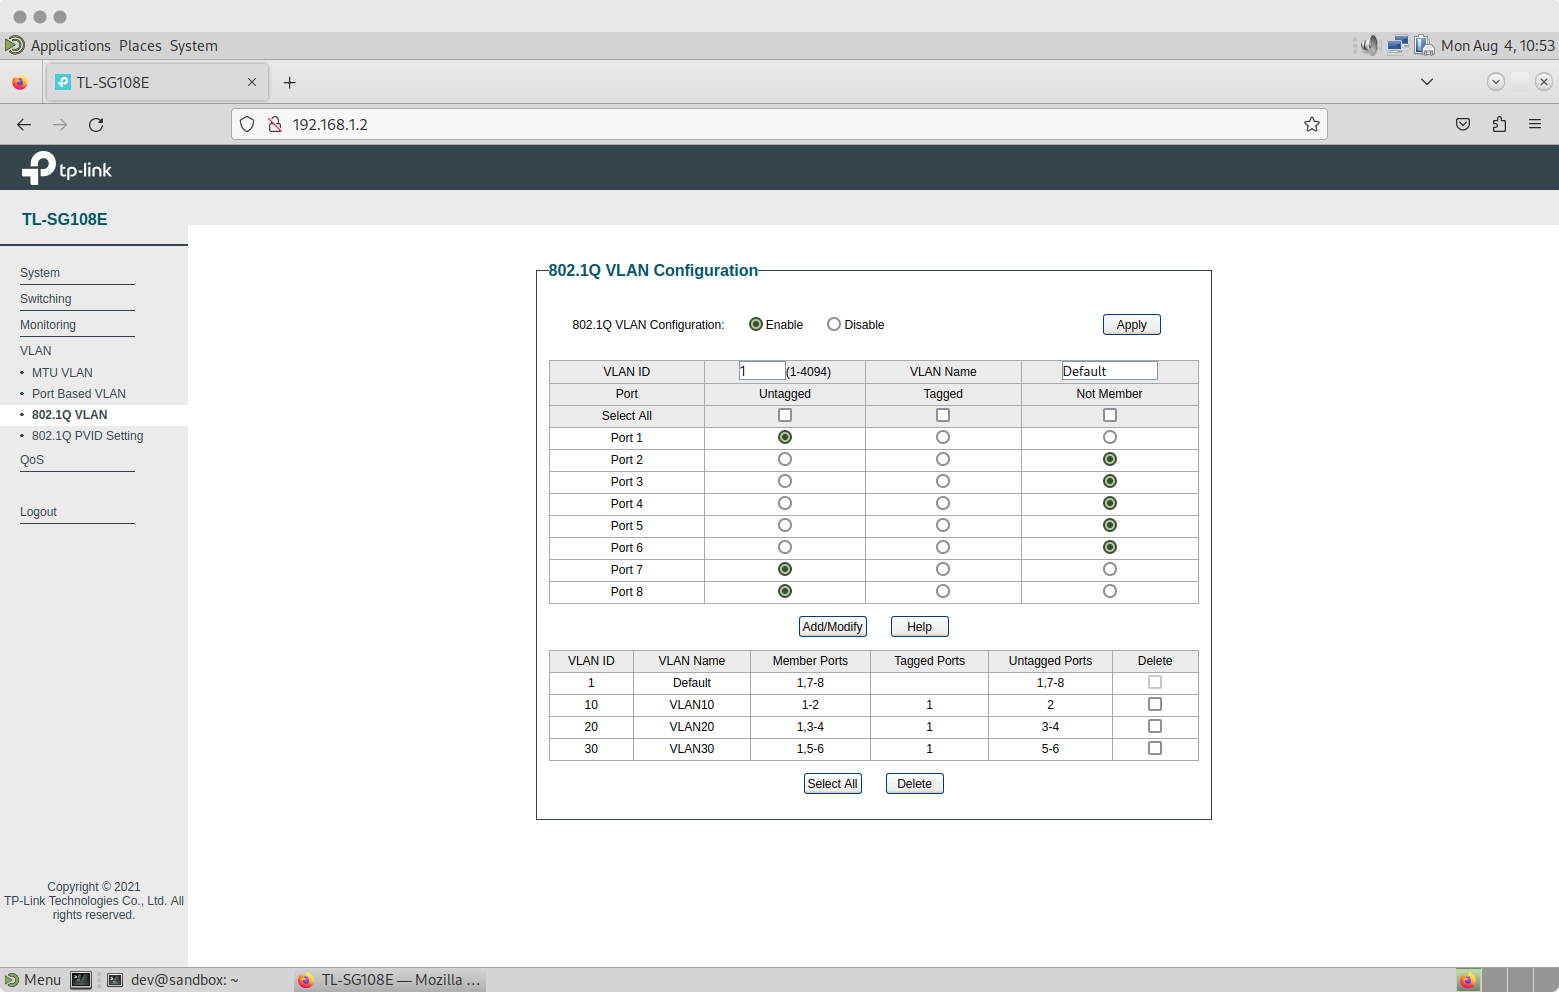 Applications Places System
Mon Aug 4, 10:53
TL-SG108E
192.168.1.2
tp-link
TL-SG108E
System
Switching
Monitoring
VLAN
• MTU VLAN
• Port Based VLAN
• 802.1Q VLAN
• 802.1Q PVID Setting
QoS
Logout
Copyright © 2021
TP-Link Technologies Co., Ltd. All
rights reserved.
802.1Q VLAN Configuration
802.1Q VLAN Configuration: Enable Disable Apply
VLAN ID 1 (1-4094) VLAN Name Default
Port Untagged Tagged Not Member
Select All
Port 1
Port 2
Port 3
Port 4
Port 5
Port 6
Port 7
Port 8
Add/Modify Help
VLAN ID VLAN Name Member Ports Tagged Ports Untagged Ports Delete
1 Default 1,7-8 1,7-8
10 VLAN10 1-2 1 2
20 VLAN20 1,3-4 1 3-4
30 VLAN30 1,5-6 1 5-6
Select All Delete
Menu dev@sandbox: ~ TL-SG108E — Mozilla ...